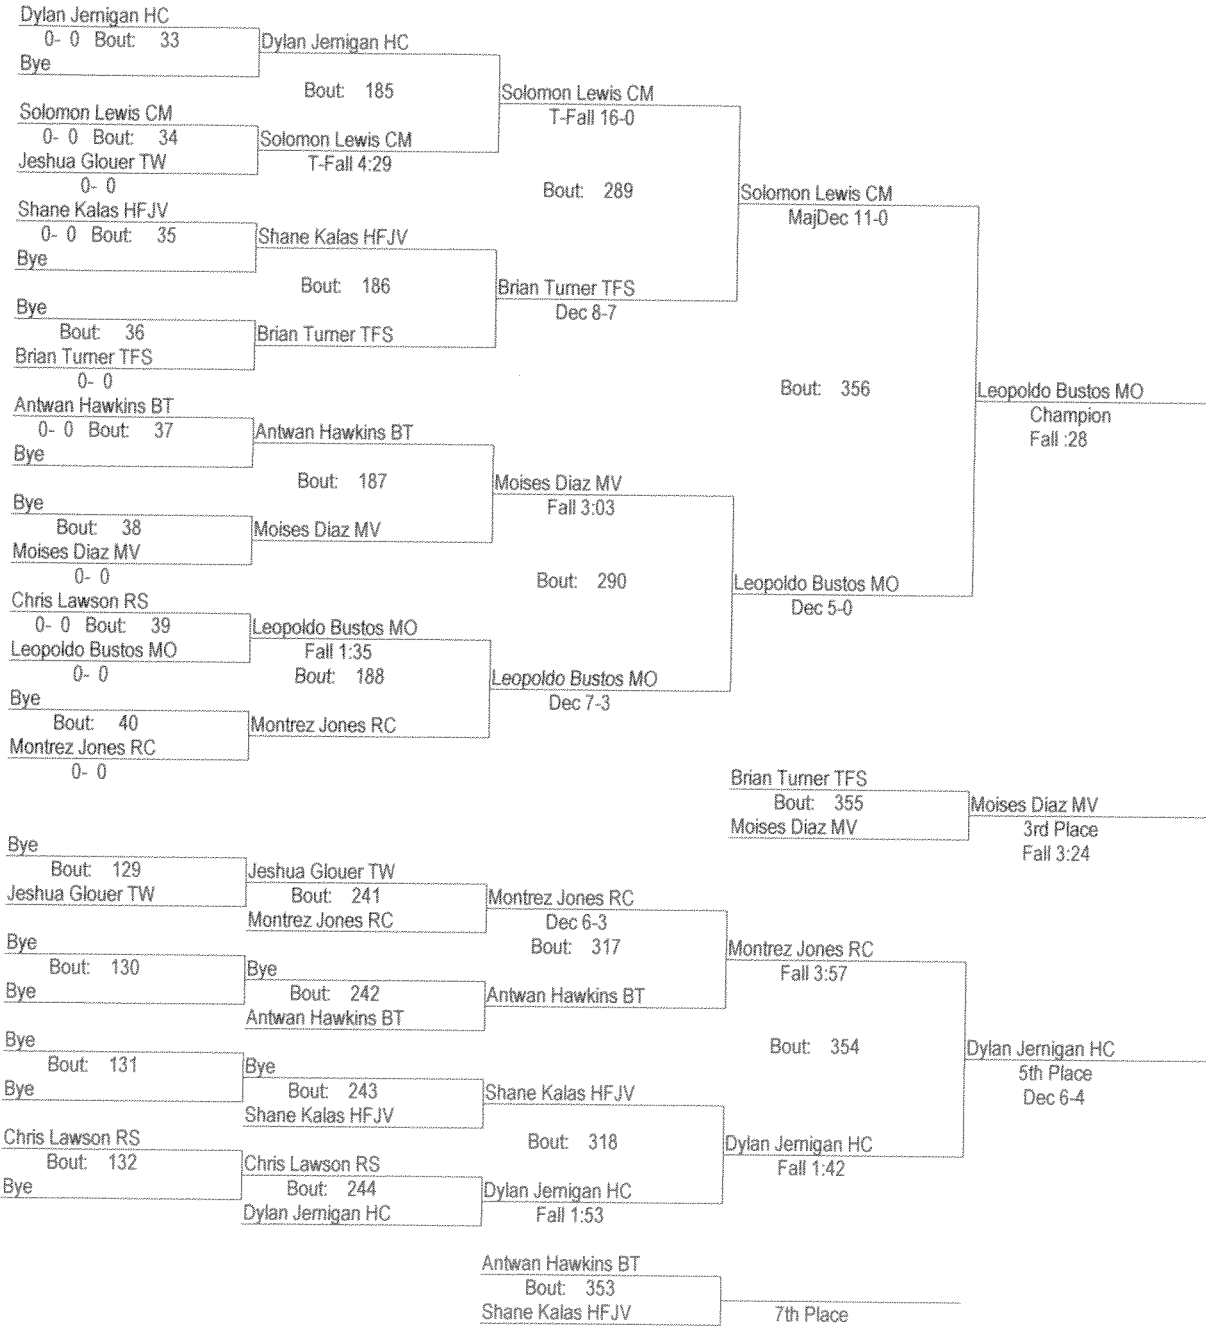 Dylan Jernigan HC
0- 0 Bout: 33
Bye
Dylan Jernigan HC
Bout: 185
Solomon Lewis CM
0- 0 Bout: 34
Jeshua Glouer TW
0- 0
Solomon Lewis CM
T-Fall 4:29
Solomon Lewis CM
T-Fall 16-0
Shane Kalas HFJV
0- 0 Bout: 35
Bye
Shane Kalas HFJV
Bout: 186
Bye
Bout: 36
Brian Turner TFS
0- 0
Brian Turner TFS
Brian Turner TFS
Dec 8-7
Bout: 289
Solomon Lewis CM
MajDec 11-0
Antwan Hawkins BT
0- 0 Bout: 37
Bye
Antwan Hawkins BT
Bout: 187
Bye
Bout: 38
Moises Diaz MV
0- 0
Moises Diaz MV
Moises Diaz MV
Fall 3:03
Chris Lawson RS
0- 0 Bout: 39
Leopoldo Bustos MO
0- 0
Leopoldo Bustos MO
Fall 1:35
Bout: 188
Bye
Bout: 40
Montrez Jones RC
0- 0
Montrez Jones RC
Leopoldo Bustos MO
Dec 7-3
Bout: 290
Leopoldo Bustos MO
Dec 5-0
Bout: 356
Leopoldo Bustos MO
Champion
Fall :28
Brian Turner TFS
Bout: 355
Moises Diaz MV
Moises Diaz MV
3rd Place
Fall 3:24
Bye
Bout: 129
Jeshua Glouer TW
Jeshua Glouer TW
Bout: 241
Montrez Jones RC
Montrez Jones RC
Dec 6-3
Bout: 317
Bye
Bout: 130
Bye
Bye
Bout: 242
Antwan Hawkins BT
Antwan Hawkins BT
Montrez Jones RC
Fall 3:57
Bye
Bout: 131
Bye
Bye
Bout: 243
Shane Kalas HFJV
Shane Kalas HFJV
Bout: 318
Chris Lawson RS
Bout: 132
Bye
Chris Lawson RS
Bout: 244
Dylan Jernigan HC
Dylan Jernigan HC
Fall 1:53
Dylan Jernigan HC
Fall 1:42
Bout: 354
Dylan Jernigan HC
5th Place
Dec 6-4
Antwan Hawkins BT
Bout: 353
Shane Kalas HFJV
7th Place